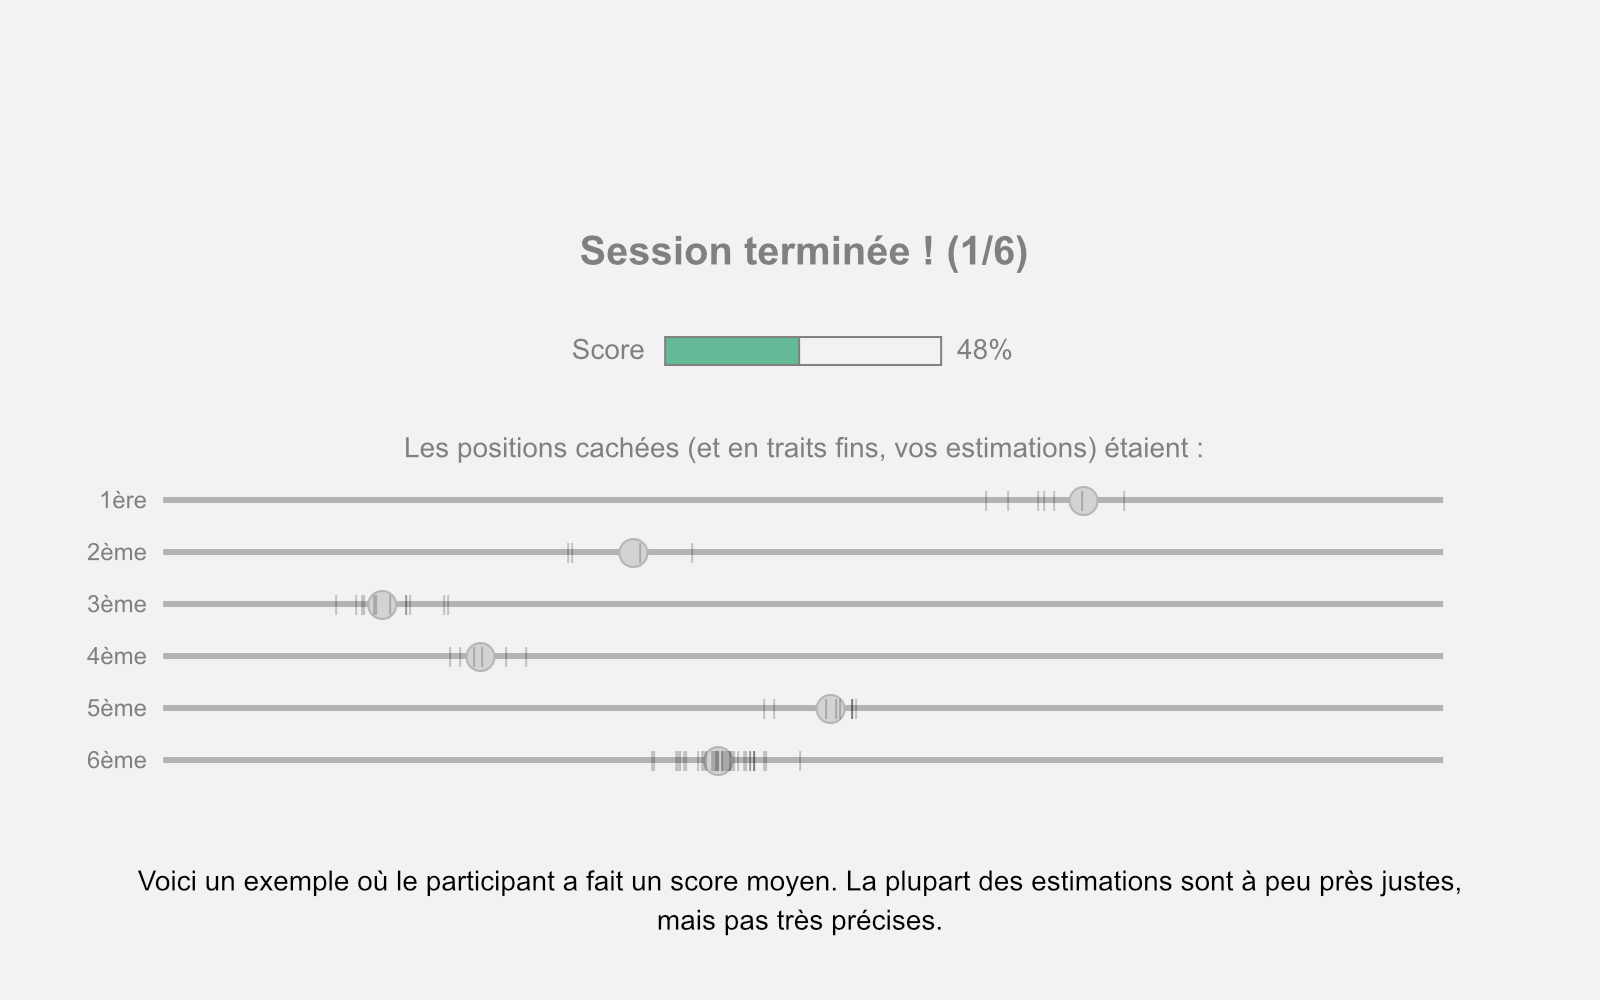 Session terminée ! (1/6)
Score 48%
Les positions cachées (et en traits fins, vos estimations) étaient :
1ère
2ème
3ème
4ème
5ème
6ème
Voici un exemple où le participant a fait un score moyen. La plupart des estimations sont à peu près justes,
mais pas très précises.